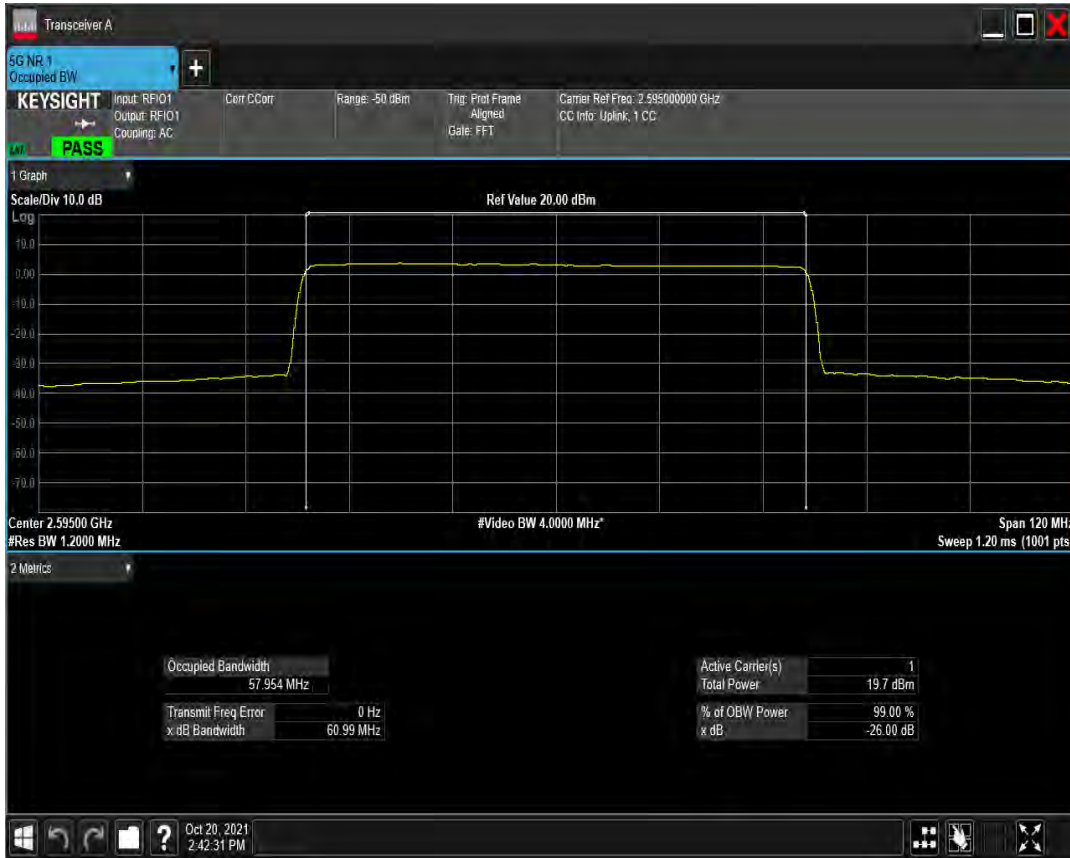 Transceiver A
5G NR 1
Occupied BW
+
KEYSIGHT
Input: RFIO1
Output: RFIO1
Coupling: AC
PASS
Corr CCorr
Range: -50 dBm
Trig: Prot Frame
Aligned
Gate: FFT
Carrier Ref Freq: 2.595000000 GHz
CC Info: Uplink, 1 CC
1 Graph
Scale/Div 10.0 dB
Ref Value 20.00 dBm
Log
10.0
0.00
-10.0
-20.0
-30.0
-40.0
-50.0
-60.0
-70.0
Center 2.59500 GHz
#Video BW 4.0000 MHz*
Span 120 MHz
#Res BW 1.2000 MHz
Sweep 1.20 ms (1001 pts
2 Metrics
Occupied Bandwidth
57.954 MHz
Transmit Freq Error 0 Hz
x dB Bandwidth 60.99 MHz
Active Carrier(s) 1
Total Power 19.7 dBm
% of OBW Power 99.00 %
x dB -26.00 dB
?
Oct 20, 2021
2:42:31 PM